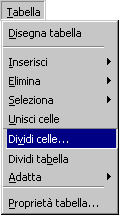 Tabella
Disegna tabella
Inserisci
Elimina
Seleziona
Unisci celle
Dividi celle...
Dividi tabella
Adatta
Proprietà tabella...